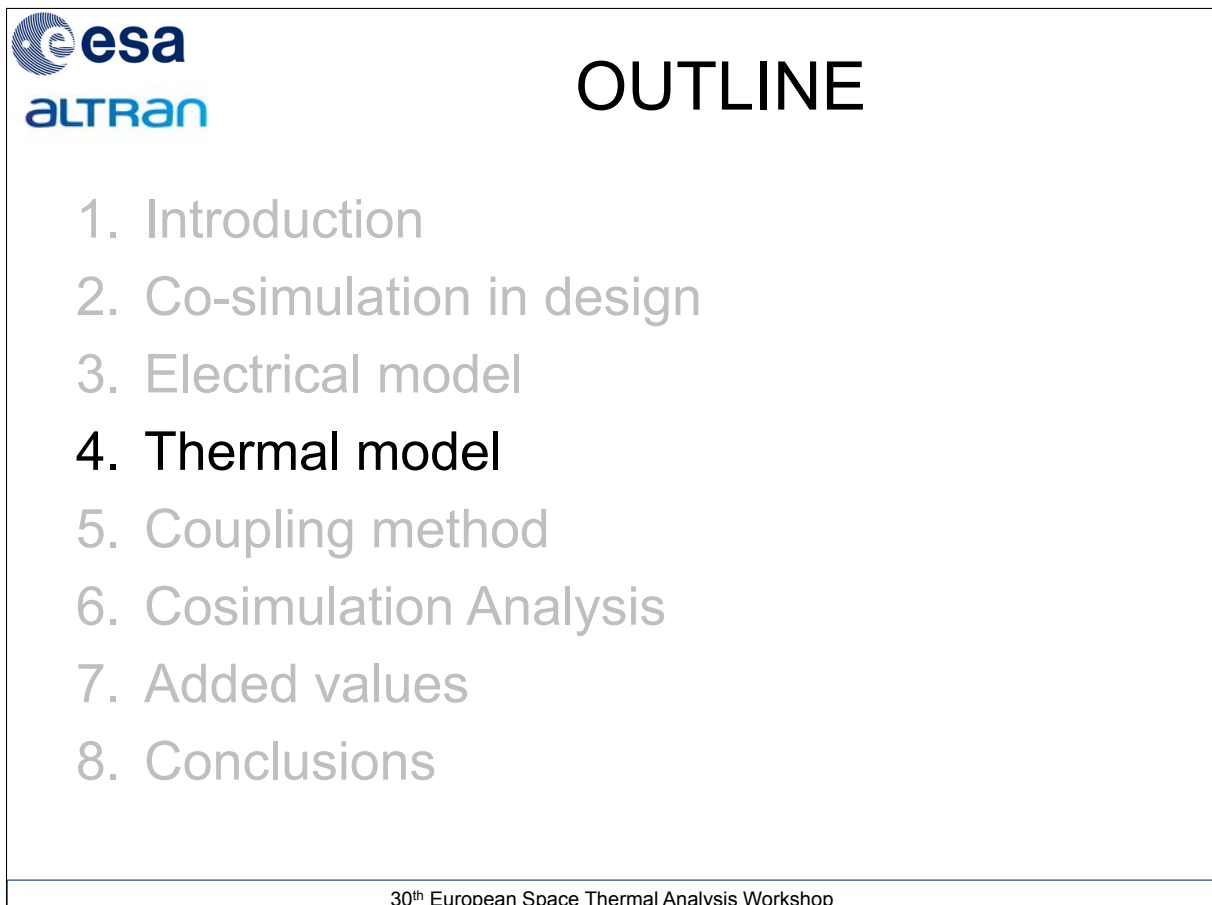 esa
altran
OUTLINE
1. Introduction
2. Co-simulation in design
3. Electrical model
4. Thermal model
5. Coupling method
6. Cosimulation Analysis
7. Added values
8. Conclusions
30th European Space Thermal Analysis Workshop